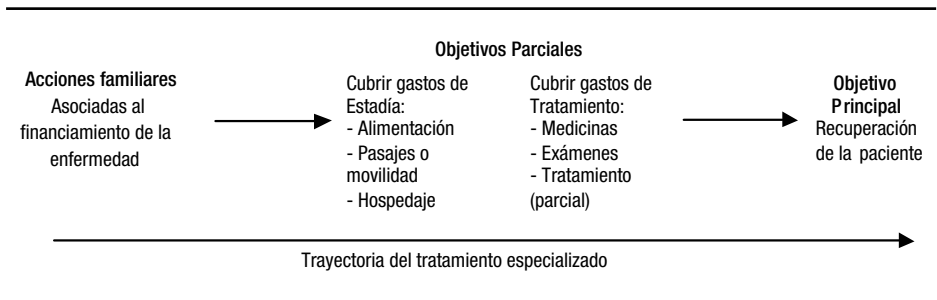 Objetivos Parciales
Acciones familiares
Asociadas al
financiamiento de la
enfermedad
Cubrir gastos de
Estadía:
- Alimentación
- Pasajes o
movilidad
- Hospedaje
Cubrir gastos de
Tratamiento:
- Medicinas
- Exámenes
- Tratamiento
(parcial)
Objetivo
Principal
Recuperación
de la paciente
Trayectoria del tratamiento especializado